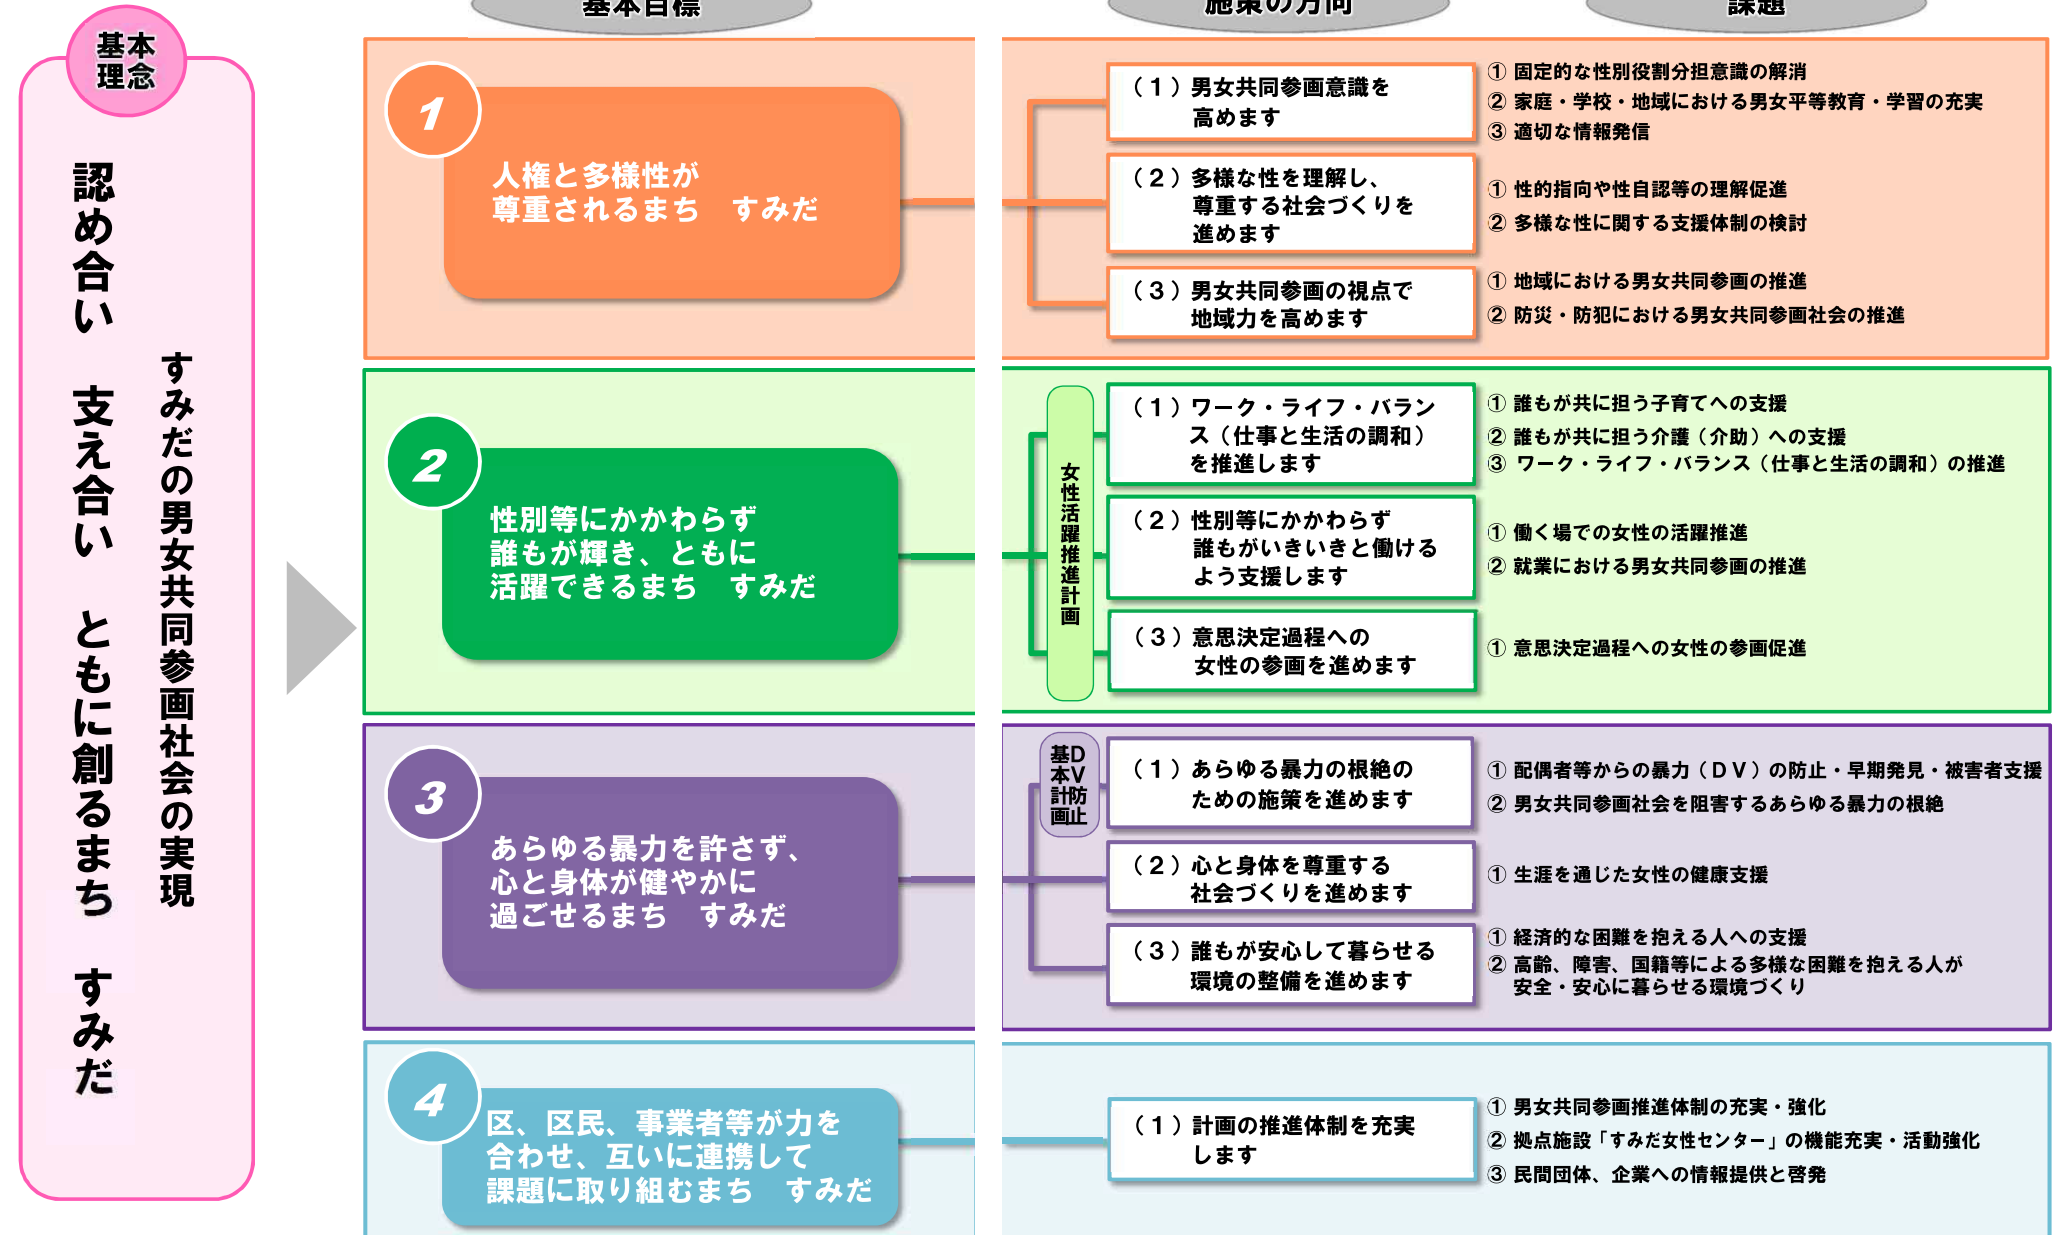 基本目標
施策の方向
課題
基本
理念
認め合い　支え合い　ともに創るまち　すみだ
すみだの男女共同参画社会の実現
1
人権と多様性が
尊重されるまち　すみだ
（１）男女共同参画意識を
高めます
① 固定的な性別役割分担意識の解消
② 家庭・学校・地域における男女平等教育・学習の充実
③ 適切な情報発信
（２）多様な性を理解し、
尊重する社会づくりを
進めます
① 性的指向や性自認等の理解促進
② 多様な性に関する支援体制の検討
（３）男女共同参画の視点で
地域力を高めます
① 地域における男女共同参画の推進
② 防災・防犯における男女共同参画社会の推進
2
性別等にかかわらず
誰もが輝き、ともに
活躍できるまち　すみだ
女性活躍推進計画
（１）ワーク・ライフ・バラン
ス（仕事と生活の調和）
を推進します
① 誰もが共に担う子育てへの支援
② 誰もが共に担う介護（介助）への支援
③ ワーク・ライフ・バランス（仕事と生活の調和）の推進
（２）性別等にかかわらず
誰もがいきいきと働ける
よう支援します
① 働く場での女性の活躍推進
② 就業における男女共同参画の推進
（３）意思決定過程への
女性の参画を進めます
① 意思決定過程への女性の参画促進
3
あらゆる暴力を許さず、
心と身体が健やかに
過ごせるまち　すみだ
ＤＶ防止
基本計画
（１）あらゆる暴力の根絶の
ための施策を進めます
① 配偶者等からの暴力（ＤＶ）の防止・早期発見・被害者支援
② 男女共同参画社会を阻害するあらゆる暴力の根絶
（２）心と身体を尊重する
社会づくりを進めます
① 生涯を通じた女性の健康支援
（３）誰もが安心して暮らせる
環境の整備を進めます
① 経済的な困難を抱える人への支援
② 高齢、障害、国籍等による多様な困難を抱える人が
安全・安心に暮らせる環境づくり
4
区、区民、事業者等が力を
合わせ、互いに連携して
課題に取り組むまち　すみだ
（１）計画の推進体制を充実
します
① 男女共同参画推進体制の充実・強化
② 拠点施設「すみだ女性センター」の機能充実・活動強化
③ 民間団体、企業への情報提供と啓発